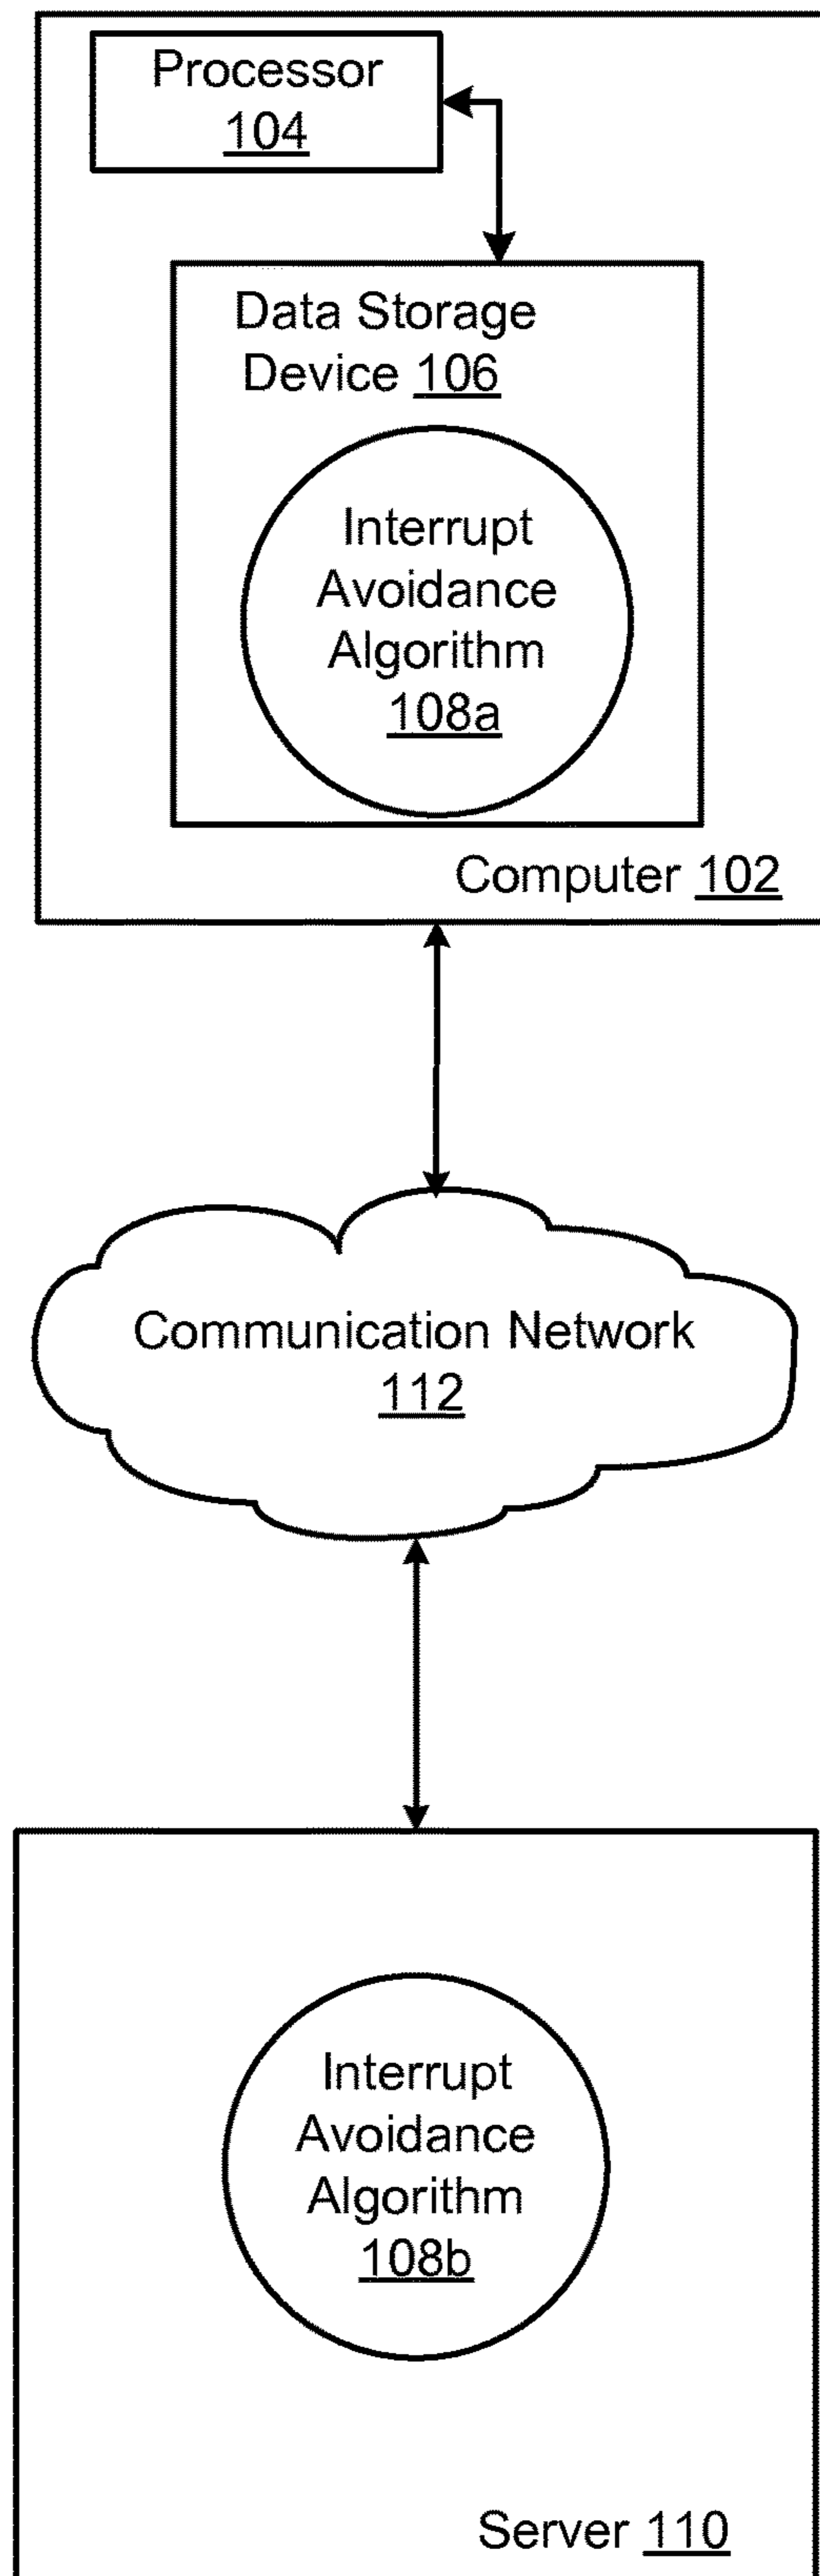 Processor
104
Data Storage
Device 106
Interrupt
Avoidance
Algorithm
108a
Computer 102
Communication Network
112
Interrupt
Avoidance
Algorithm
108b
Server 110